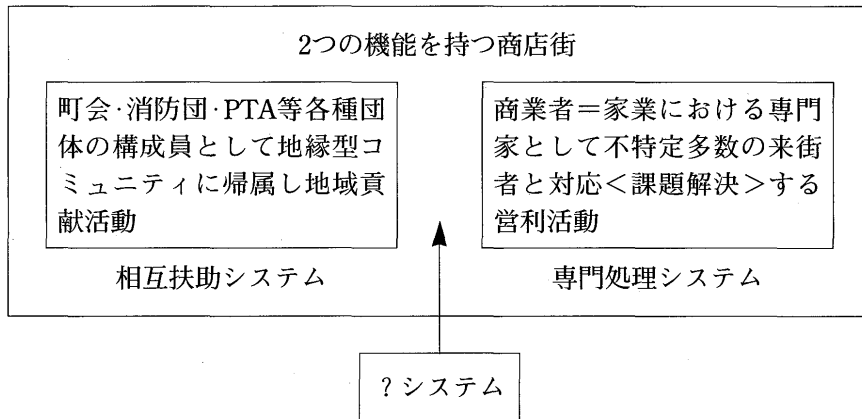 2つの機能を持つ商店街
町会·消防団·PTA等各種団
体の構成員として地縁型コ
ミュニティに帰属し地域貢
献活動
相互扶助システム
商業者＝家業における専門
家として不特定多数の来街
者と対応＜課題解決＞する
営利活動
専門処理システム
？システム